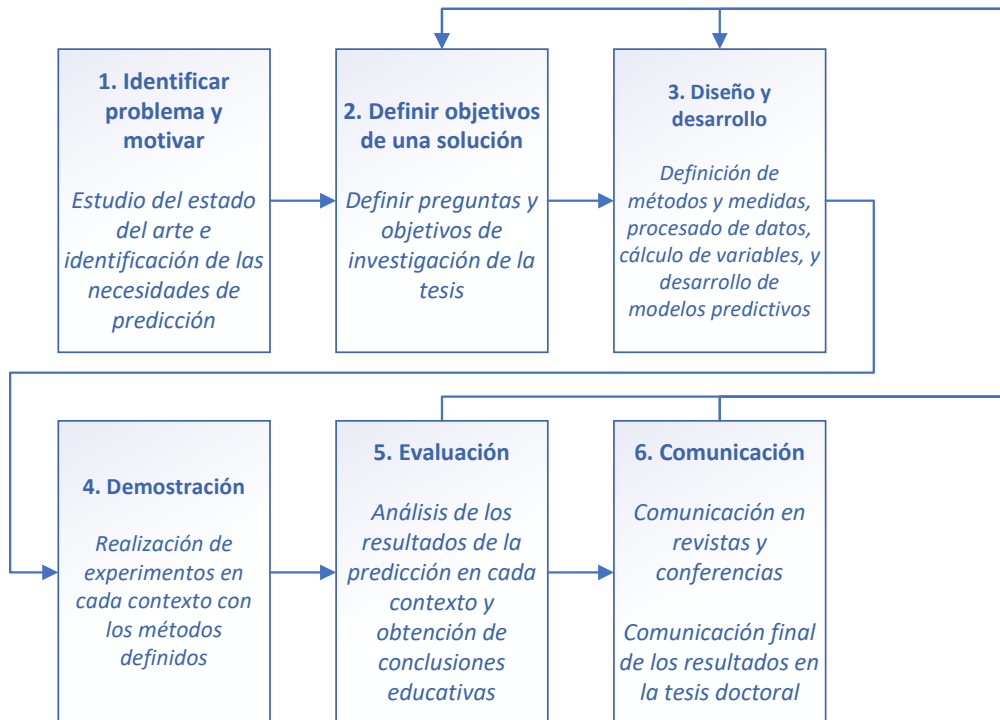 1. Identificar
problema y
motivar
Estudio del estado
del arte e
identificación de las
necesidades de
predicción
2. Definir objetivos
de una solución
Definir preguntas y
objetivos de
investigación de la
tesis
3. Diseño y
desarrollo
Definición de
métodos y medidas,
procesado de datos,
cálculo de variables, y
desarrollo de
modelos predictivos
4. Demostración
Realización de
experimentos en
cada contexto con
los métodos
definidos
5. Evaluación
Análisis de los
resultados de la
predicción en cada
contexto y
obtención de
conclusiones
educativas
6. Comunicación
Comunicación en
revistas y
conferencias
Comunicación final
de los resultados en
la tesis doctoral